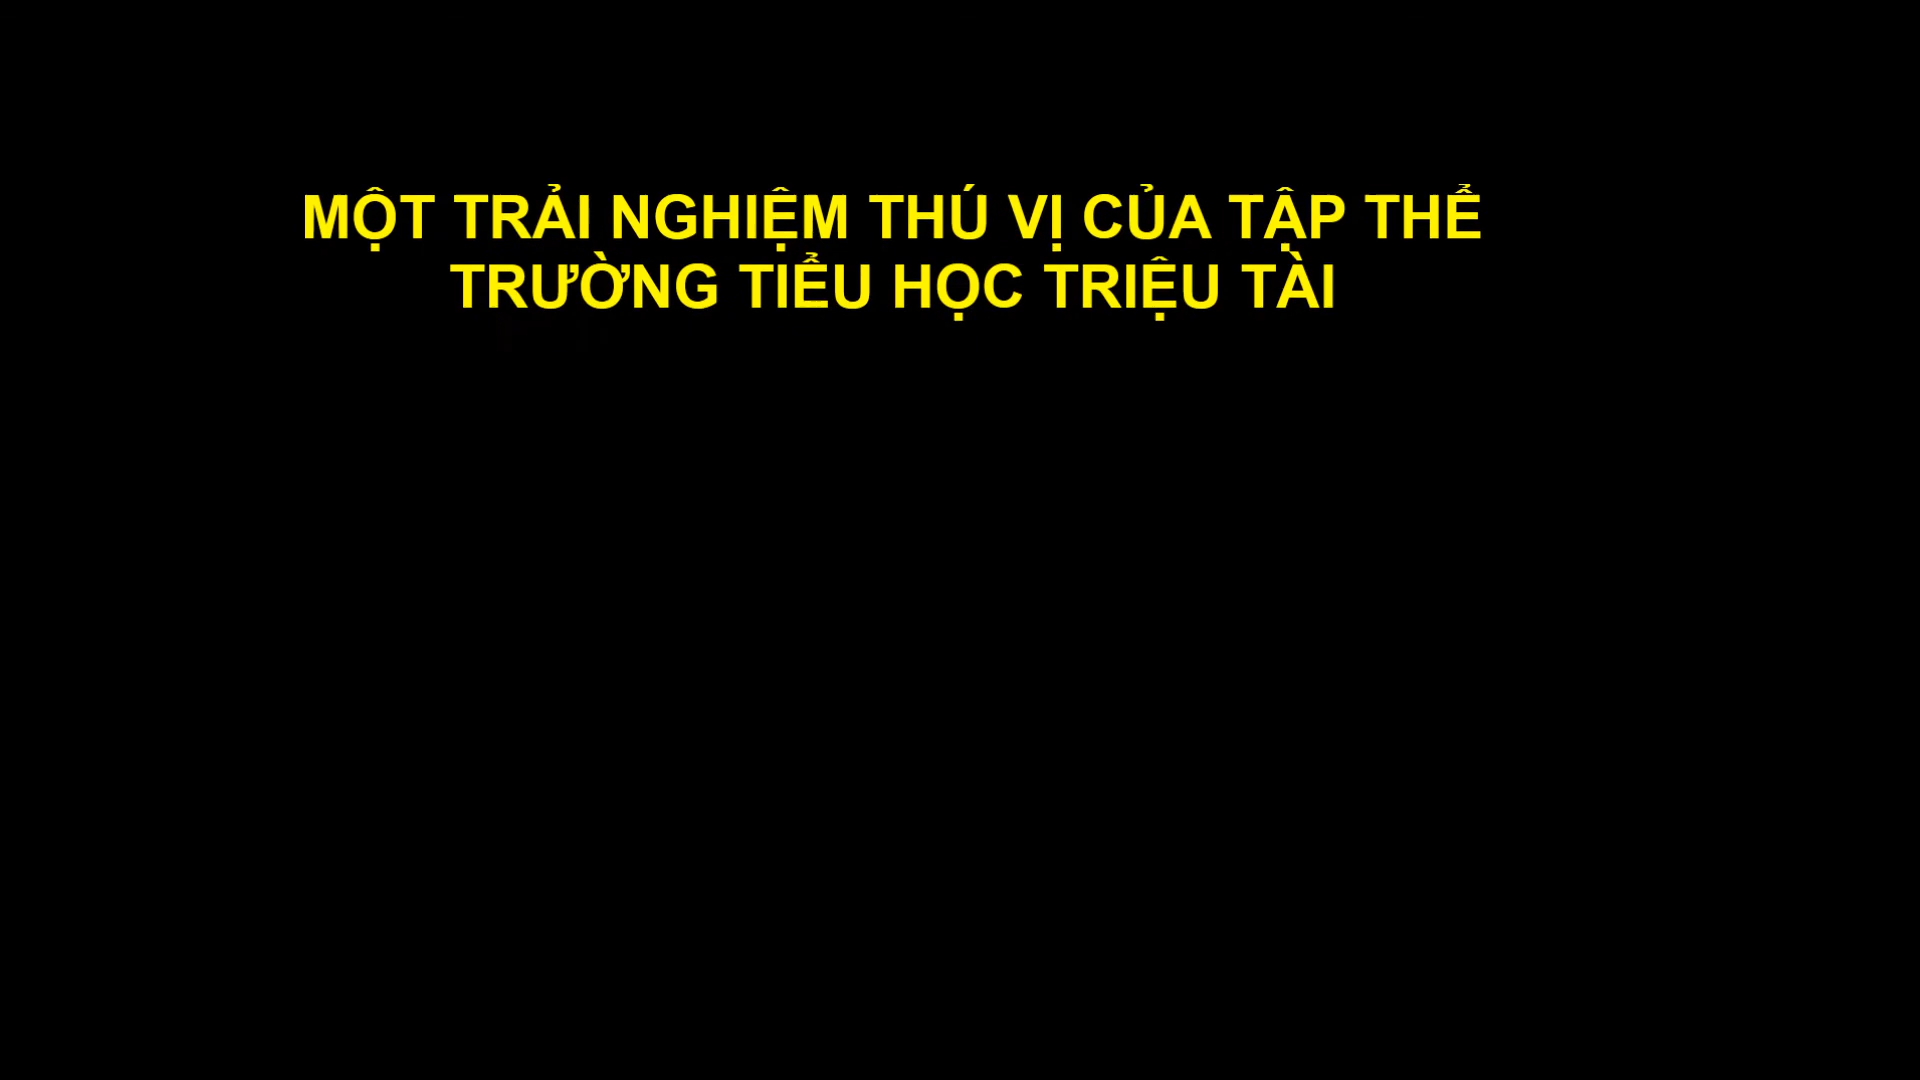 MỘT TRẢI NGHIỆM THÚ VỊ CỦA TẬP THỂ
TRƯỜNG TIỂU HỌC TRIỆU TÀI